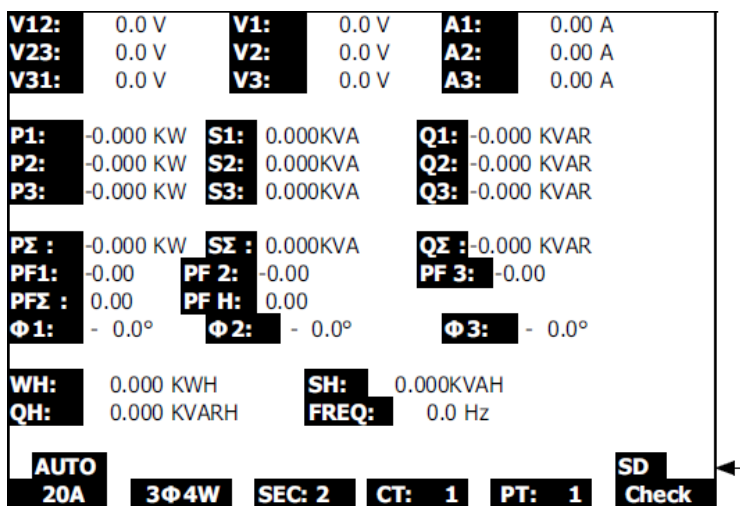 V12: 0.0 V V1: 0.0 V A1: 0.00 A
V23: 0.0 V V2: 0.0 V A2: 0.00 A
V31: 0.0 V V3: 0.0 V A3: 0.00 A
P1: -0.000 KW S1: 0.000KVA Q1: -0.000 KVAR
P2: -0.000 KW S2: 0.000KVA Q2: -0.000 KVAR
P3: -0.000 KW S3: 0.000KVA Q3: -0.000 KVAR
PΣ : -0.000 KW SΣ : 0.000KVA QΣ : -0.000 KVAR
PF1: -0.00 PF 2: -0.00 PF 3: -0.00
PFΣ : 0.00 PF H: 0.00
Φ1: - 0.0° Φ2: - 0.0° Φ3: - 0.0°
WH: 0.000 KWH SH: 0.000KVAH
QH: 0.000 KVARH FREQ: 0.0 Hz
AUTO SD
20A 3Φ4W SEC: 2 CT: 1 PT: 1 Check